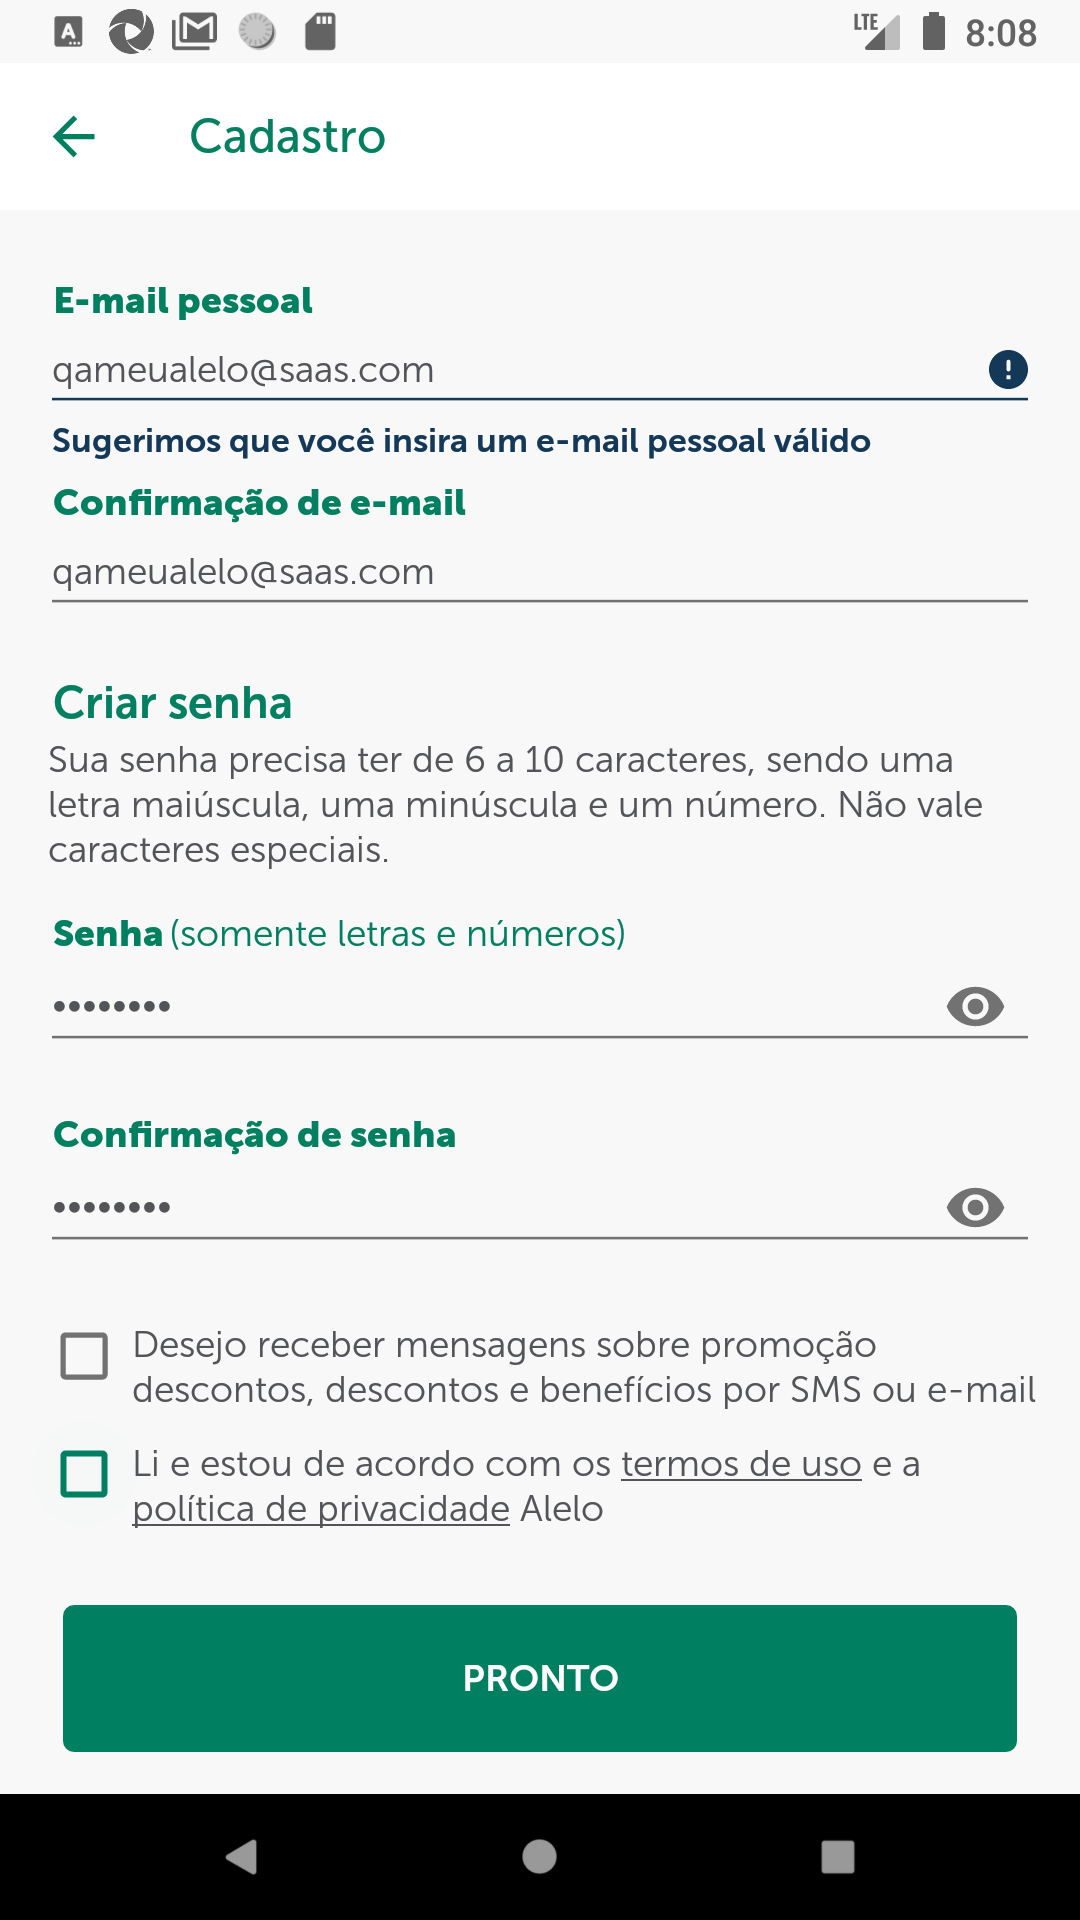 LTE 8:08
Cadastro
E-mail pessoal
qameualelo@saas.com
Sugerimos que você insira um e-mail pessoal válido
Confirmação de e-mail
qameualelo@saas.com
Criar senha
Sua senha precisa ter de 6 a 10 caracteres, sendo uma
letra maiúscula, uma minúscula e um número. Não vale
caracteres especiais.
Senha (somente letras e números)
••••••••
Confirmação de senha
••••••••
Desejo receber mensagens sobre promoção
descontos, descontos e benefícios por SMS ou e-mail
Li e estou de acordo com os termos de uso e a
política de privacidade Alelo
PRONTO